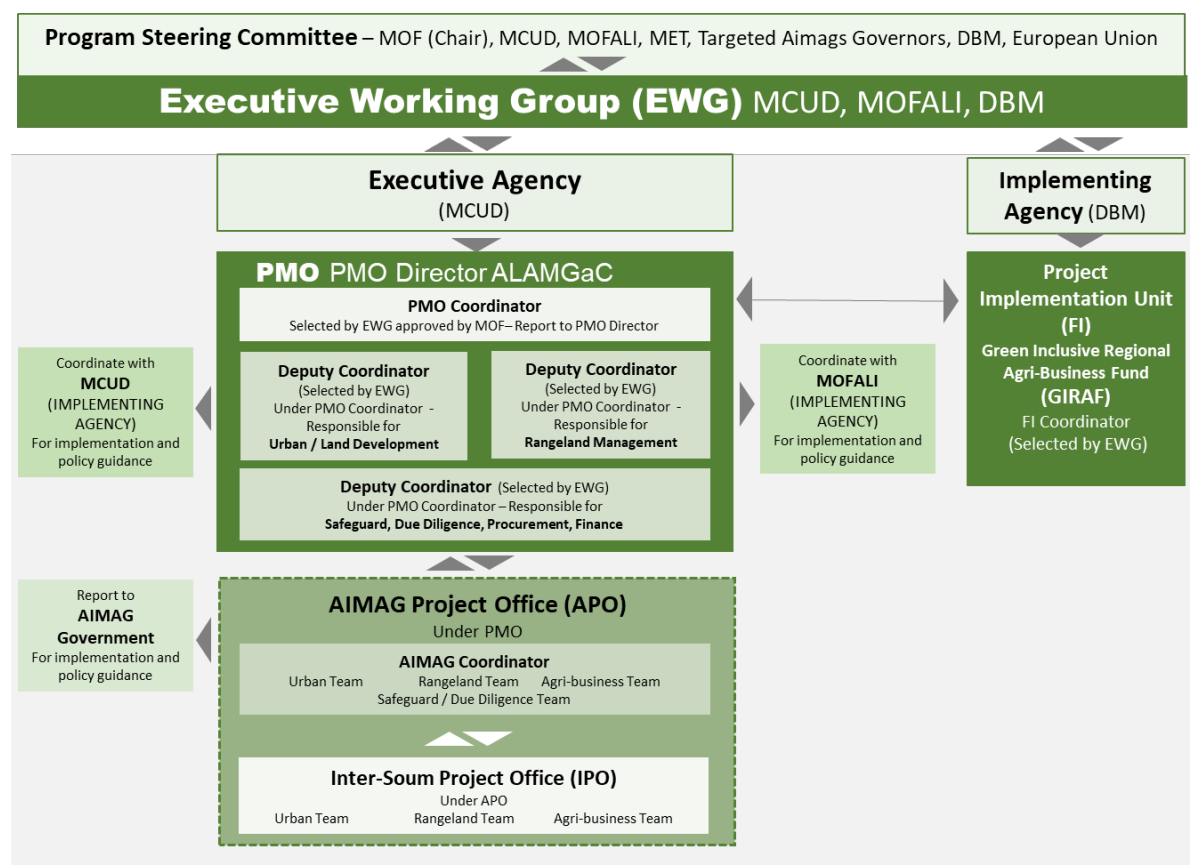 Program Steering Committee – MOF (Chair), MCUD, MOFALI, MET, Targeted Aimags Governors, DBM, European Union
Executive Working Group (EWG) MCUD, MOFALI, DBM
Executive Agency
(MCUD)
Implementing
Agency (DBM)
PMO PMO Director ALAMGaC
PMO Coordinator
Selected by EWG approved by MOF– Report to PMO Director
Deputy Coordinator
(Selected by EWG)
Under PMO Coordinator -
Responsible for
Urban / Land Development
Deputy Coordinator
(Selected by EWG)
Under PMO Coordinator -
Responsible for
Rangeland Management
Deputy Coordinator (Selected by EWG)
Under PMO Coordinator – Responsible for
Safeguard, Due Diligence, Procurement, Finance
Coordinate with
MCUD
(IMPLEMENTING
AGENCY)
For implementation and
policy guidance
Coordinate with
MOFALI
(IMPLEMENTING
AGENCY)
For implementation and
policy guidance
Project
Implementation Unit
(FI)
Green Inclusive Regional
Agri-Business Fund
(GIRAF)
FI Coordinator
(Selected by EWG)
Report to
AIMAG
Government
For implementation and
policy guidance
AIMAG Project Office (APO)
Under PMO
AIMAG Coordinator
Urban Team Rangeland Team Agri-business Team
Safeguard / Due Diligence Team
Inter-Soum Project Office (IPO)
Under APO
Urban Team Rangeland Team Agri-business Team